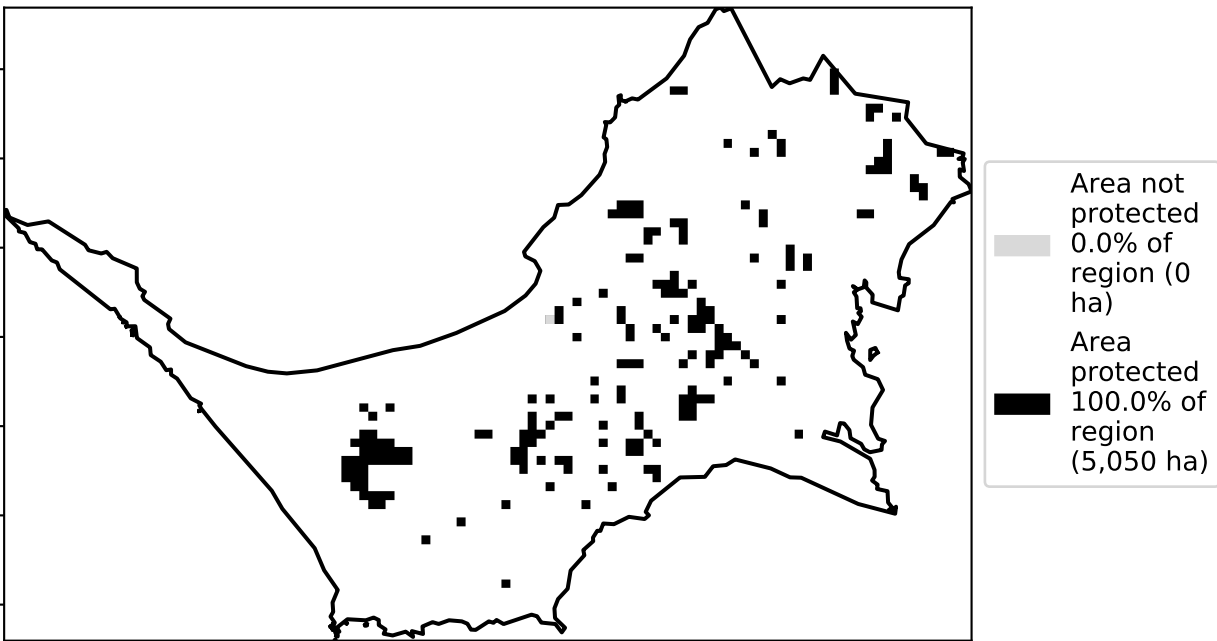 Area not
protected
0.0% of
region (0
ha)
Area
protected
100.0% of
region
(5,050 ha)